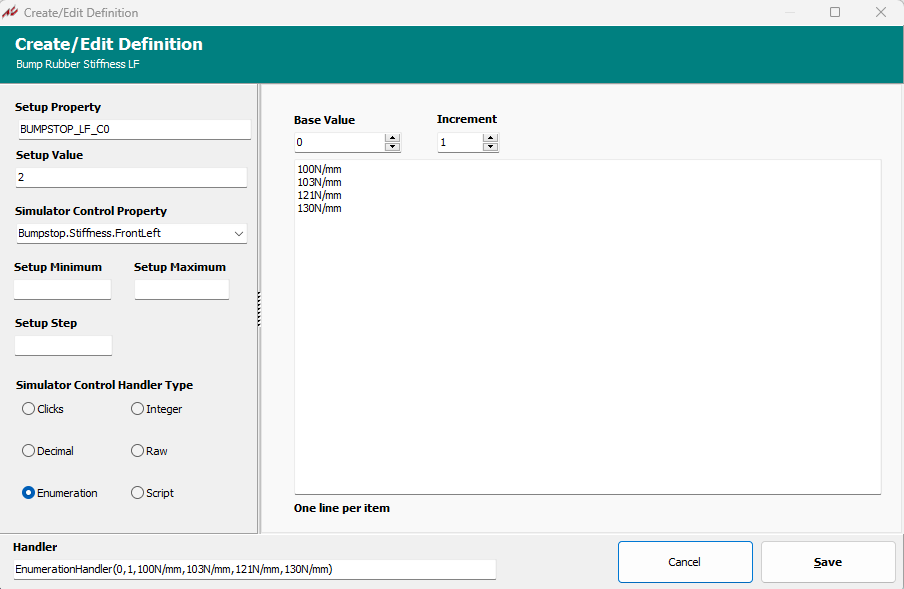 Create/Edit Definition
Create/Edit Definition
Bump Rubber Stiffness LF
Setup Property
BUMPSTOP_LF_C0
Setup Value
2
Simulator Control Property
Bumpstop.Stiffness.FrontLeft
Setup Minimum
Setup Maximum
Setup Step
Simulator Control Handler Type
Clicks
Integer
Decimal
Raw
Enumeration
Script
Base Value
Increment
0
1
100N/mm
103N/mm
121N/mm
130N/mm
One line per item
Handler
EnumerationHandler(0,1,100N/mm,103N/mm,121N/mm,130N/mm)
Cancel
Save